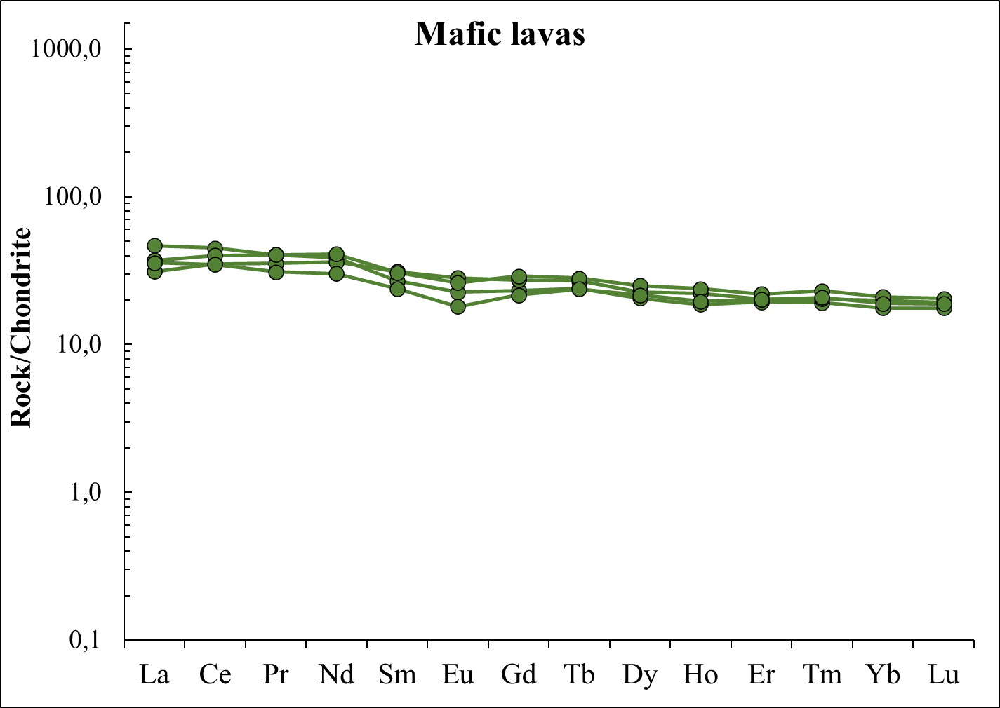 Mafic lavas
1000,0
100,0
10,0
1,0
0,1
Rock/Chondrite
La Ce Pr Nd Sm Eu Gd Tb Dy Ho Er Tm Yb Lu